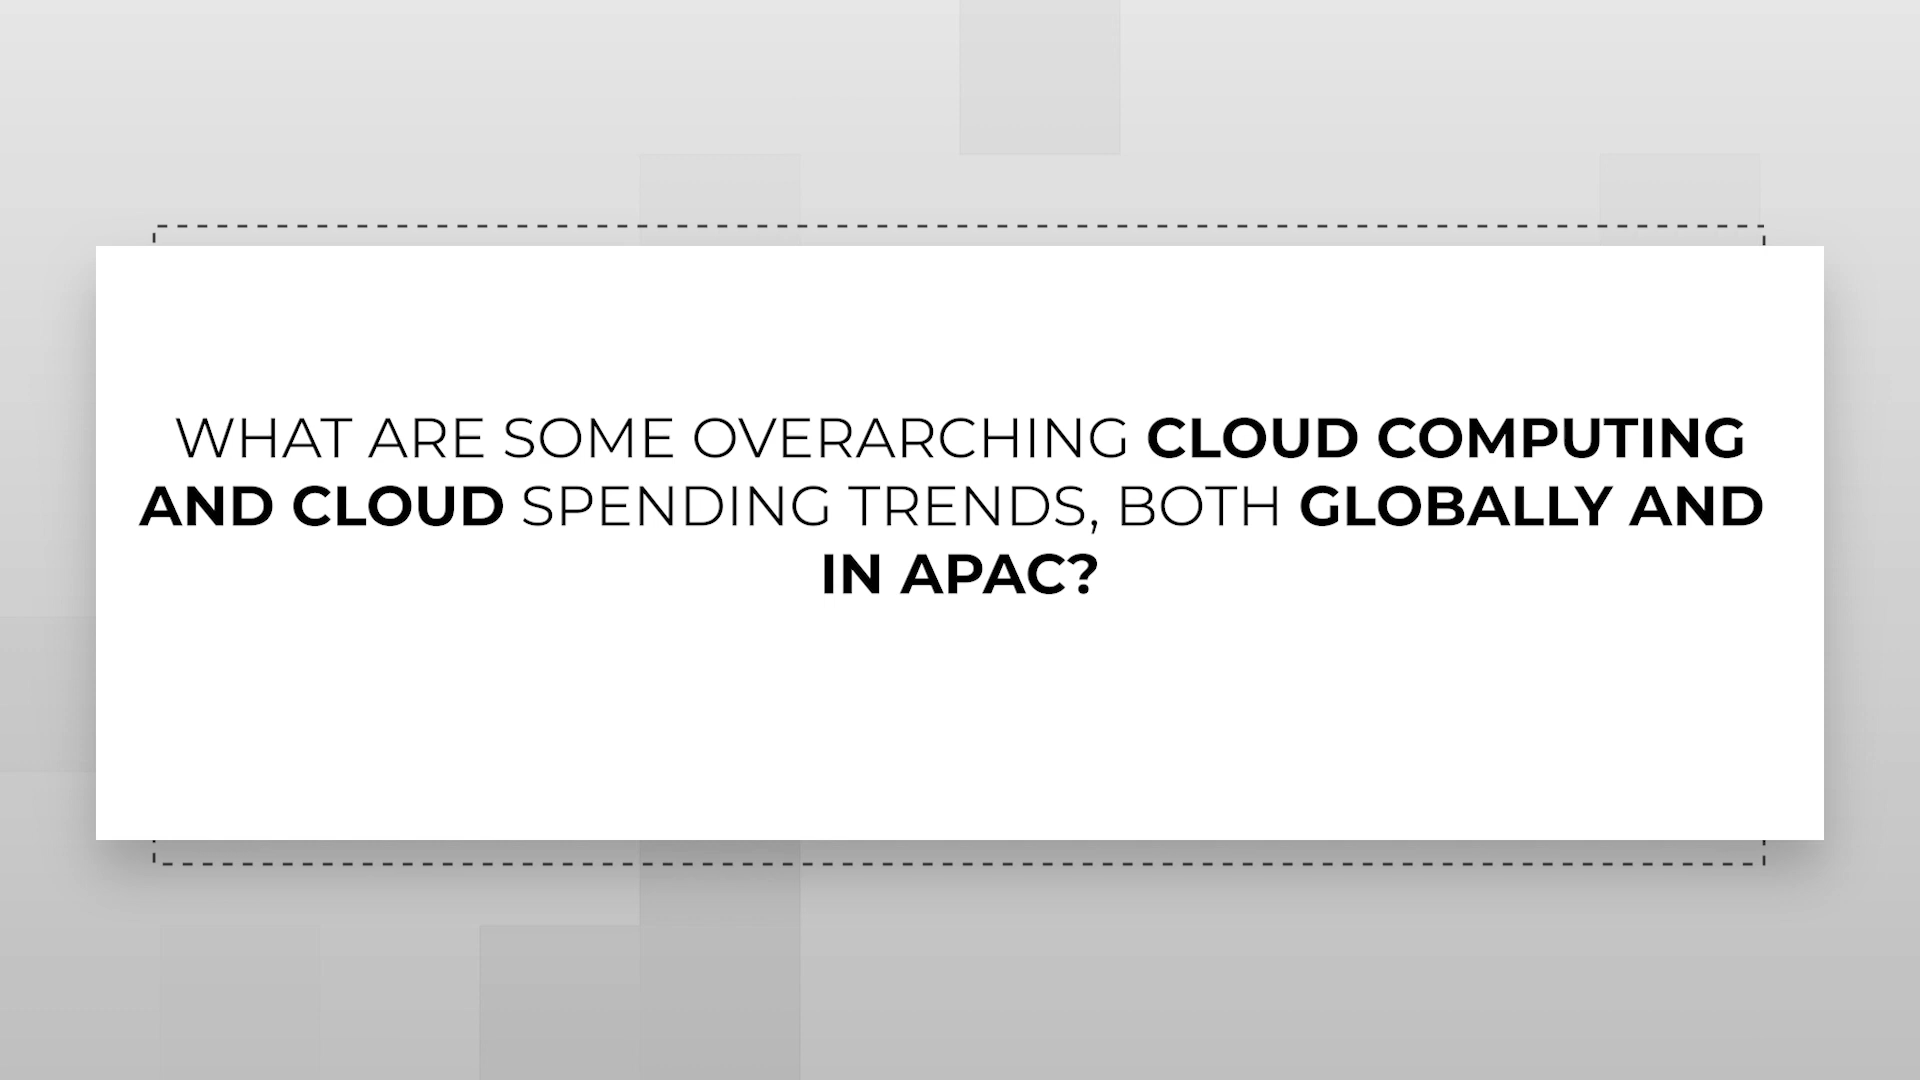 WHAT ARE SOME OVERARCHING CLOUD COMPUTING
AND CLOUD SPENDING TRENDS, BOTH GLOBALLY AND
IN APAC?